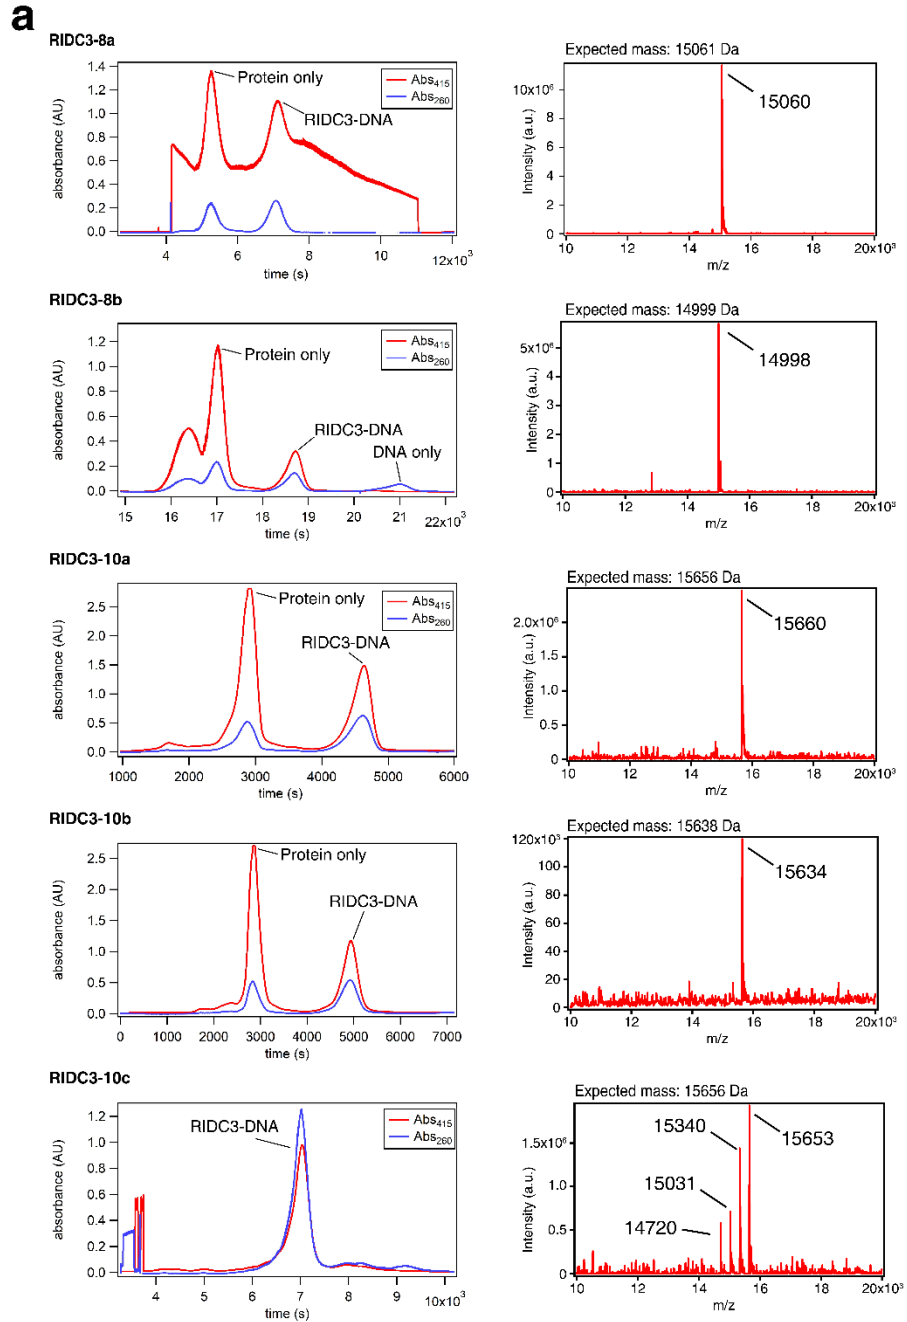 a
RIDC3-8a
Expected mass: 15061 Da
1.4
1.2
1.0
0.8
0.6
0.4
0.2
0.0
absorbance (AU)
Protein only
RIDC3-DNA
Abs415
Abs260
4
6
8
10
12x10³
time (s)
10x10⁶
8
6
4
2
0
Intensity (a.u.)
15060
10
12
14
16
18
20x10³
m/z
RIDC3-8b
Expected mass: 14999 Da
1.2
1.0
0.8
0.6
0.4
0.2
0.0
absorbance (AU)
Protein only
RIDC3-DNA
DNA only
Abs415
Abs260
15
16
17
18
19
20
21
22x10³
time (s)
5x10⁶
4
3
2
1
0
Intensity (a.u.)
14998
10
12
14
16
18
20x10³
m/z
RIDC3-10a
Expected mass: 15656 Da
2.5
2.0
1.5
1.0
0.5
0.0
absorbance (AU)
Protein only
RIDC3-DNA
Abs415
Abs260
1000
2000
3000
4000
5000
6000
time (s)
2.0x10⁶
1.5
1.0
0.5
0
Intensity (a.u.)
15660
10
12
14
16
18
20x10³
m/z
RIDC3-10b
Expected mass: 15638 Da
2.5
2.0
1.5
1.0
0.5
0.0
absorbance (AU)
Protein only
RIDC3-DNA
0
1000
2000
3000
4000
5000
6000
7000
time (s)
120x10³
100
80
60
40
20
0
Intensity (a.u.)
15634
10
12
14
16
18
20x10³
m/z
RIDC3-10c
Expected mass: 15656 Da
1.2
1.0
0.8
0.6
0.4
0.2
0.0
absorbance (AU)
RIDC3-DNA
Abs415
Abs260
4
5
6
7
8
9
10x10³
time (s)
1.5x10⁶
1.0
0.5
0
Intensity (a.u.)
15340
15653
15031
14720
10
12
14
16
18
20x10³
m/z